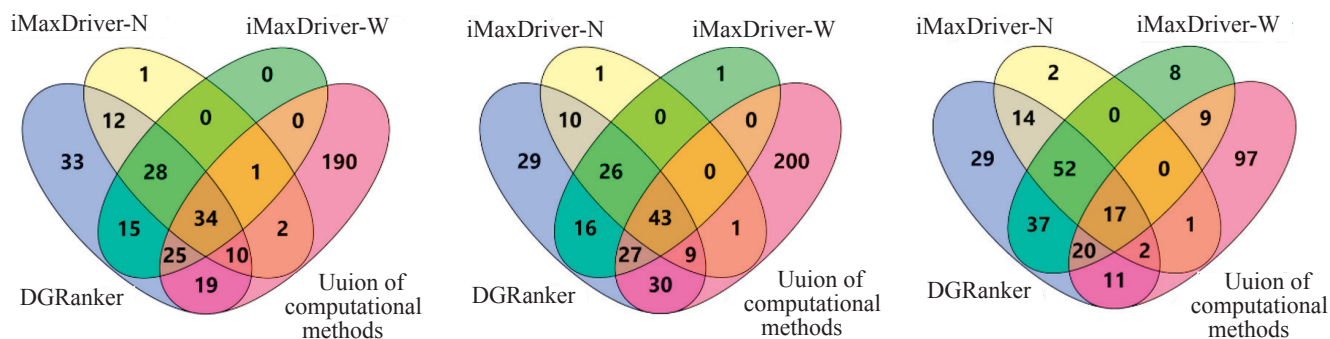 iMaxDriver-N
iMaxDriver-W
1
0
12
0
0
33
28
1
190
34
15
2
25
10
19
DGRanker
Uuion of
computational
methods
iMaxDriver-N
iMaxDriver-W
1
1
10
0
0
29
26
0
200
43
16
1
27
9
30
DGRanker
Uuion of
computational
methods
iMaxDriver-N
iMaxDriver-W
2
8
14
0
9
29
52
0
97
17
37
1
20
2
11
DGRanker
Uuion of
computational
methods